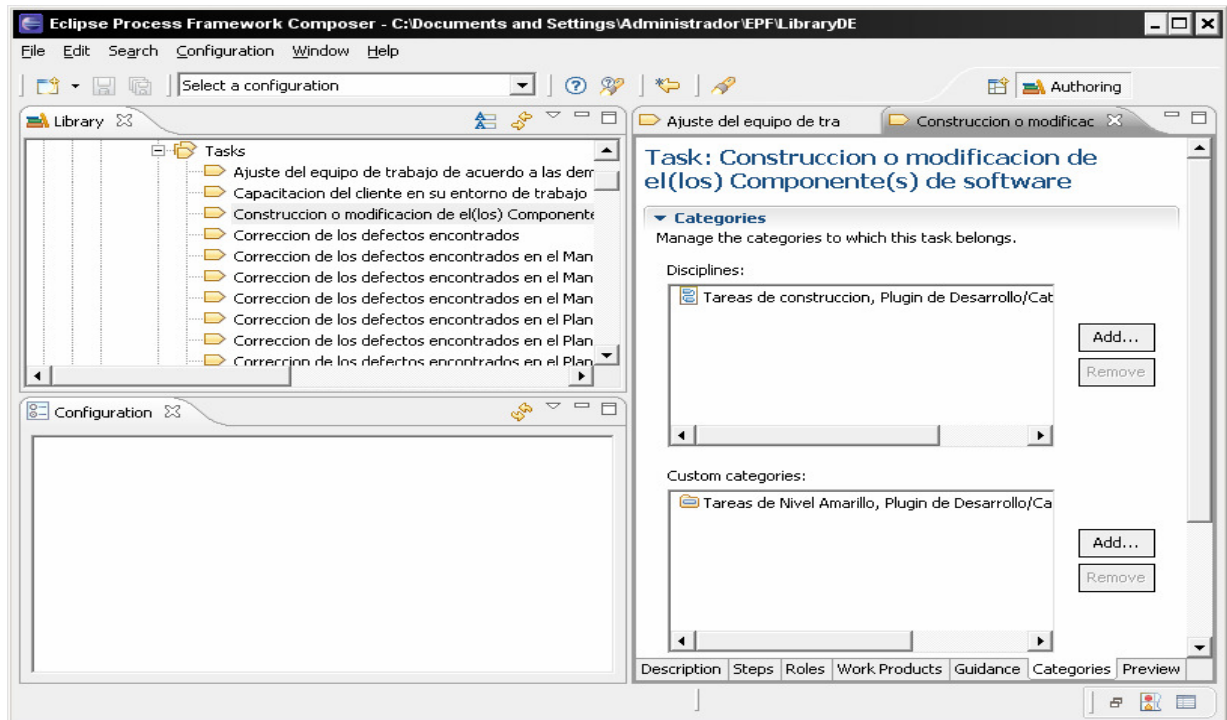 Eclipse Process Framework Composer - C:\Documents and Settings\Administrador\EPF\LibraryDE
File Edit Search Configuration Window Help
Select a configuration
Authoring
Library
Tasks
Ajuste del equipo de trabajo de acuerdo a las dem
Capacitacion del cliente en su entorno de trabajo
Construccion o modificacion de el(los) Componente
Correccion de los defectos encontrados
Correccion de los defectos encontrados en el Man
Correccion de los defectos encontrados en el Man
Correccion de los defectos encontrados en el Man
Correccion de los defectos encontrados en el Plan
Correccion de los defectos encontrados en el Plan
Correccion de los defectos encontrados en el Plan
Configuration
Ajuste del equipo de tra
Construccion o modificac
Task: Construccion o modificacion de
el(los) Componente(s) de software
Categories
Manage the categories to which this task belongs.
Disciplines:
Tareas de construccion, Plugin de Desarrollo/Cat
Add...
Remove
Custom categories:
Tareas de Nivel Amarillo, Plugin de Desarrollo/Ca
Add...
Remove
Description Steps Roles Work Products Guidance Categories Preview